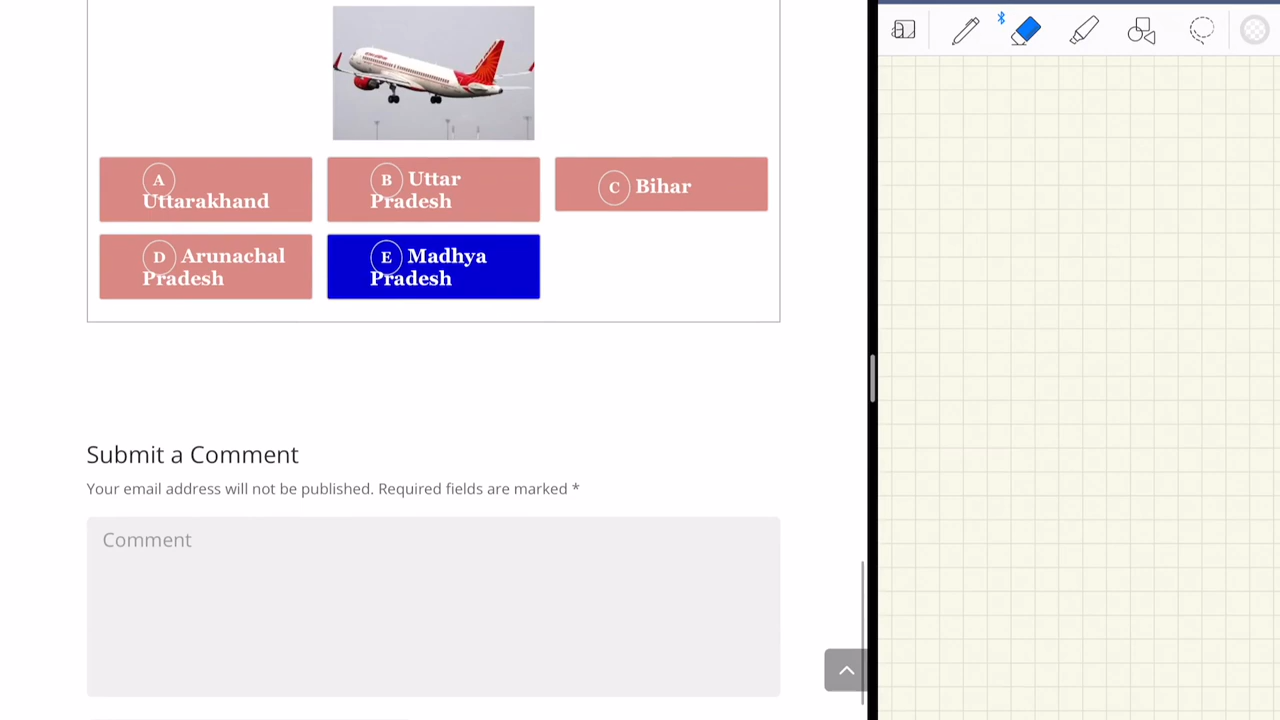 A
Uttarakhand
B Uttar
Pradesh
C Bihar
D Arunachal
Pradesh
E Madhya
Pradesh
Submit a Comment
Your email address will not be published. Required fields are marked *
Comment